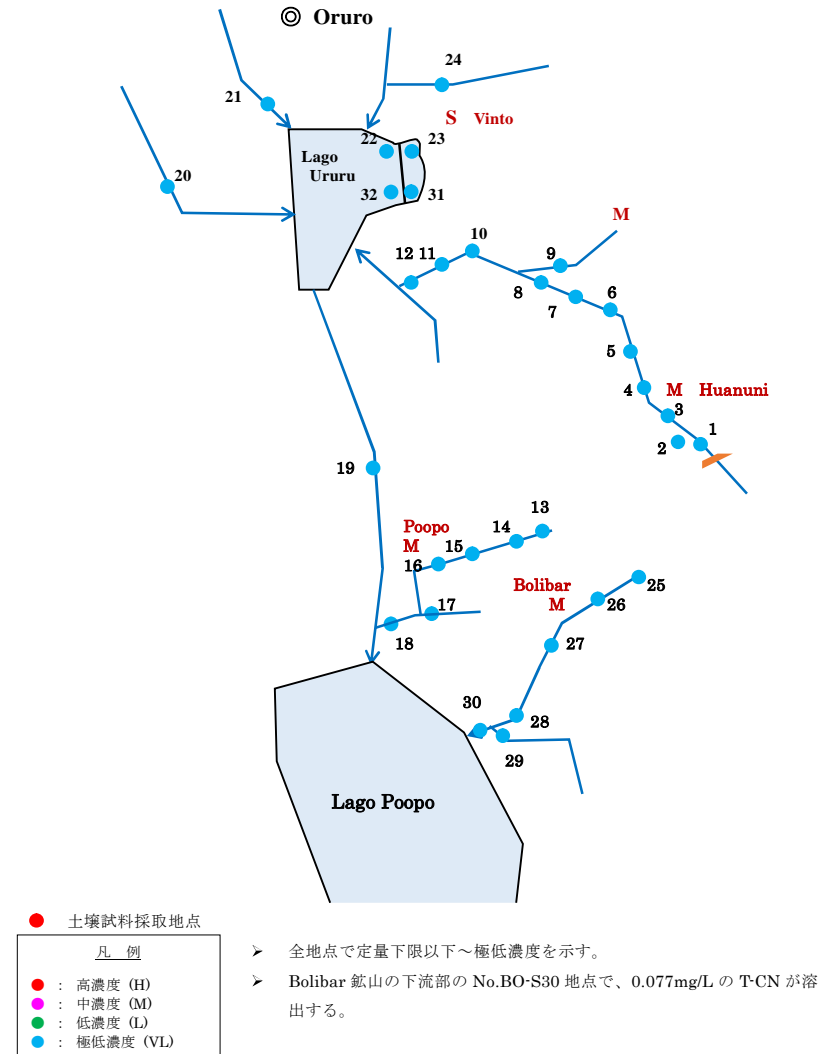 ◎ Oruro
24
21
S Vinto
22
23
Lago
Ururu
20
32
31
M
10
12 11
9
8
6
7
5
4
M Huanuni
3
1
2
19
13
Poopo
14
M
15
16
Bolibar
25
M
26
17
18
27
30
28
29
Lago Poopo
● 土壌試料採取地点
凡 例
● : 高濃度 (H)
● : 中濃度 (M)
● : 低濃度 (L)
● : 極低濃度 (VL)
➢ 全地点で定量下限以下～極低濃度を示す。
➢ Bolibar 鉱山の下流部の No.BO-S30 地点で、0.077mg/L の T-CN が溶
出する。